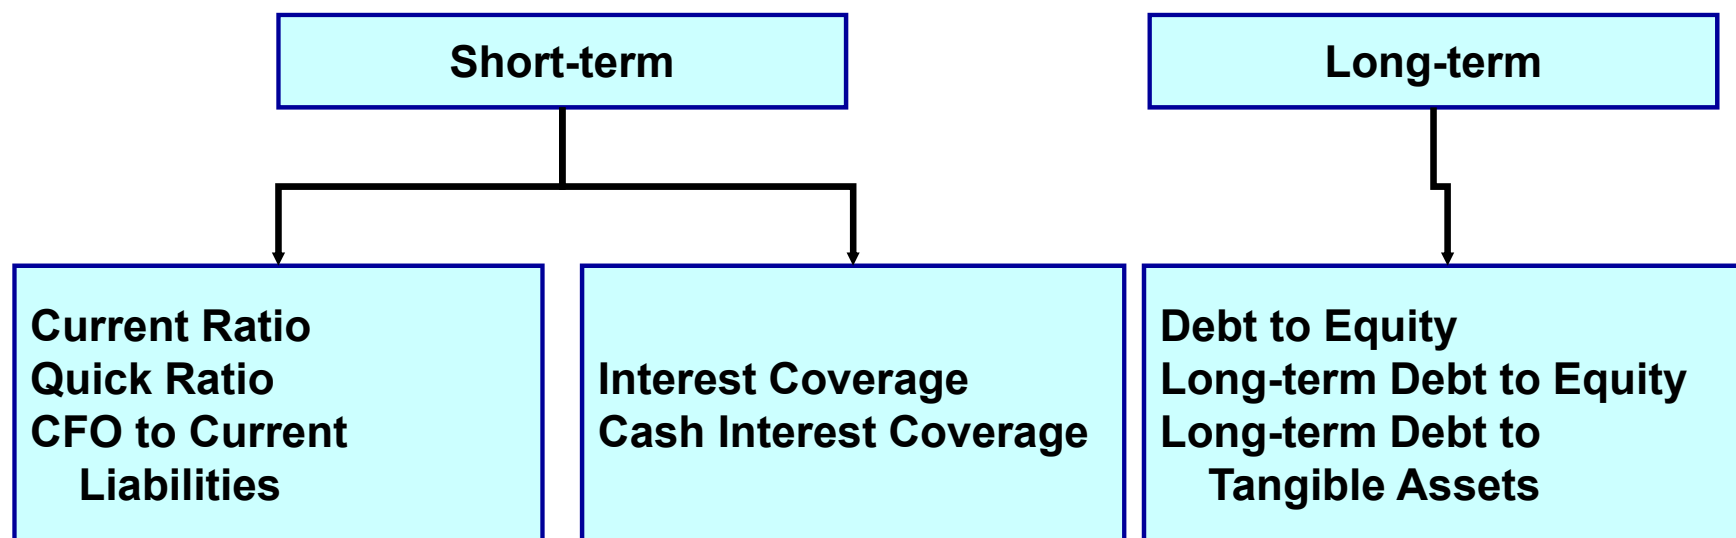 Short-term
Long-term
Current Ratio
Quick Ratio
CFO to Current
Liabilities
Interest Coverage
Cash Interest Coverage
Debt to Equity
Long-term Debt to Equity
Long-term Debt to
Tangible Assets